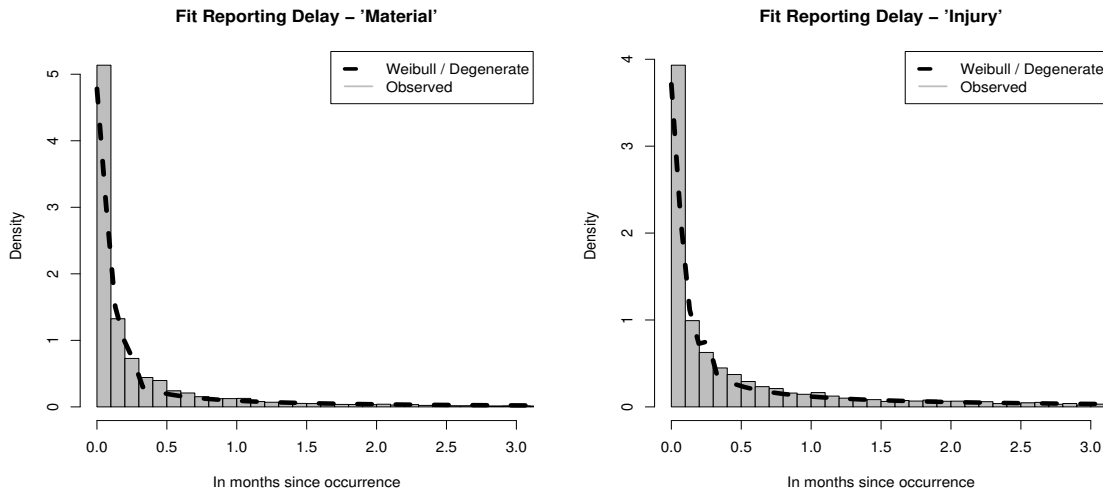 Fit Reporting Delay – 'Material'
Weibull / Degenerate
Observed
Density
0
1
2
3
4
5
0.0 0.5 1.0 1.5 2.0 2.5 3.0
In months since occurrence
Fit Reporting Delay – 'Injury'
Weibull / Degenerate
Observed
Density
0
1
2
3
4
0.0 0.5 1.0 1.5 2.0 2.5 3.0
In months since occurrence